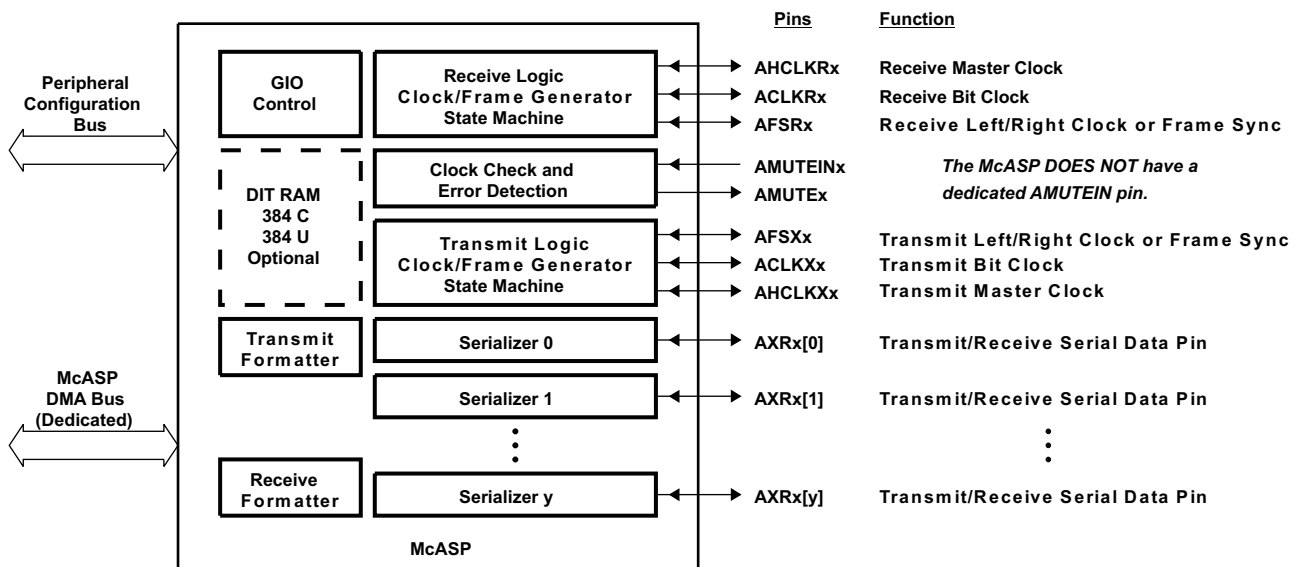 Pins Function
Peripheral
Configuration
Bus
GIO
Control
Receive Logic
Clock/Frame Generator
State Machine
AHCLKRx Receive Master Clock
ACLKRx Receive Bit Clock
AFSRx Receive Left/Right Clock or Frame Sync
DIT RAM
384 C
384 U
Optional
Clock Check and
Error Detection
AMUTEINx
AMUTEx
The McASP DOES NOT have a
dedicated AMUTEIN pin.
Transmit Logic
Clock/Frame Generator
State Machine
AFSXx Transmit Left/Right Clock or Frame Sync
ACLKXx Transmit Bit Clock
AHCLKXx Transmit Master Clock
Transmit
Formatter
Serializer 0
AXRx[0] Transmit/Receive Serial Data Pin
McASP
DMA Bus
(Dedicated)
Serializer 1
AXRx[1] Transmit/Receive Serial Data Pin
Receive
Formatter
Serializer y
AXRx[y] Transmit/Receive Serial Data Pin
McASP